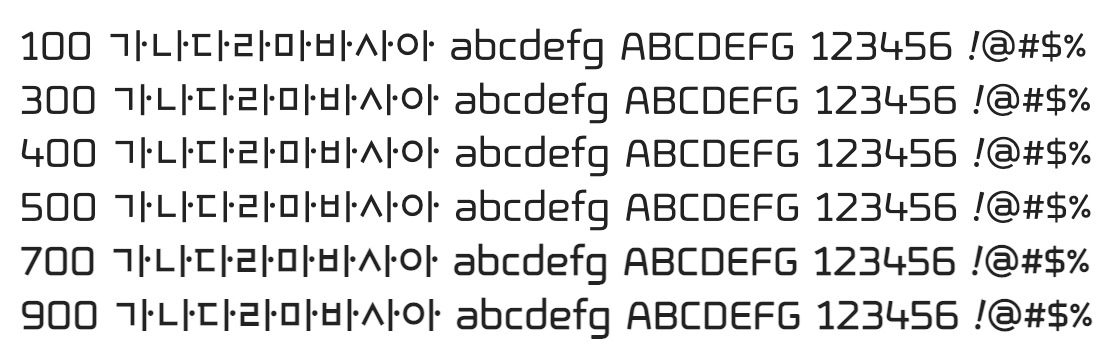 100 가나다라마바사아 abcdefg ABCDEFG 123456 !@#$%
300 가나다라마바사아 abcdefg ABCDEFG 123456 !@#$%
400 가나다라마바사아 abcdefg ABCDEFG 123456 !@#$%
500 가나다라마바사아 abcdefg ABCDEFG 123456 !@#$%
700 가나다라마바사아 abcdefg ABCDEFG 123456 !@#$%
900 가나다라마바사아 abcdefg ABCDEFG 123456 !@#$%